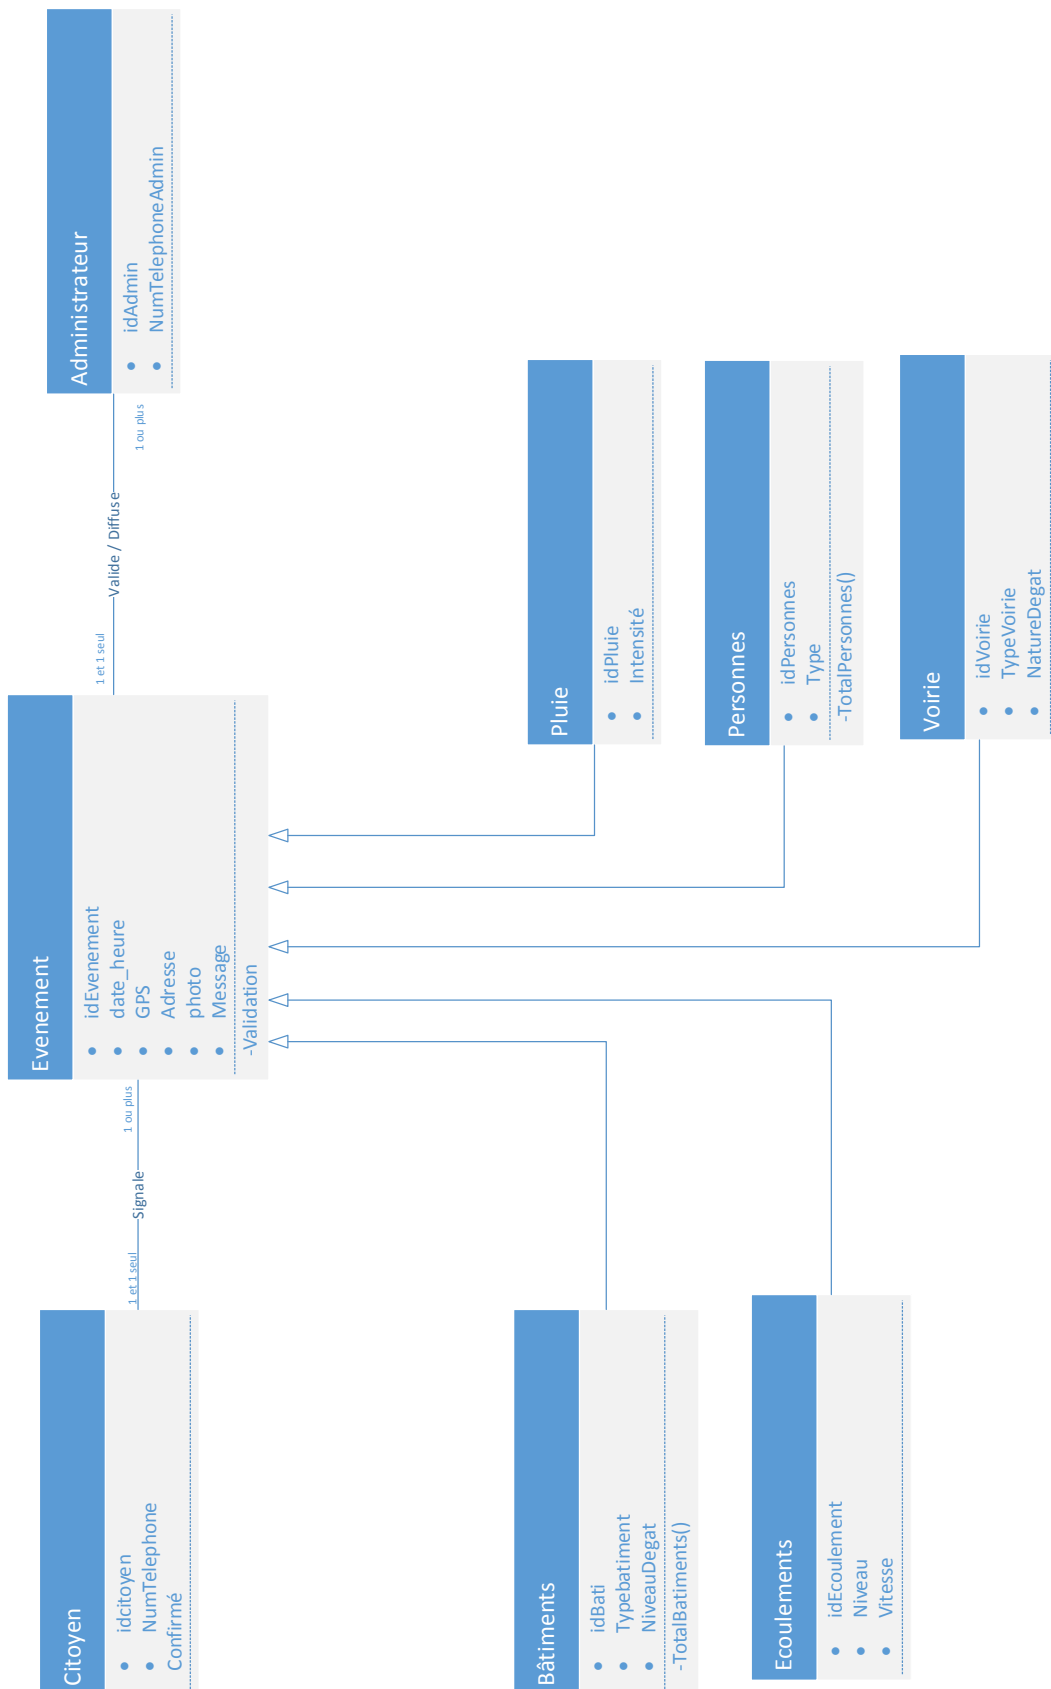 Citoyen
idcitoyen
NumTelephone
Confirmé
1 et 1 seul
Signale
1 ou plus
Evenement
idEvenement
date_heure
GPS
Adresse
photo
Message
-Validation
1 et 1 seul
Valide / Diffuse
1 ou plus
Administrateur
idAdmin
NumTelephoneAdmin
Bâtiments
idBati
Typebatiment
NiveauDegat
-TotalBatiments()
Pluie
idPluie
Intensité
Personnes
idPersonnes
Type
-TotalPersonnes()
Ecoulements
idEcoulement
Niveau
Vitesse
Voirie
idVoirie
TypeVoirie
NatureDegat